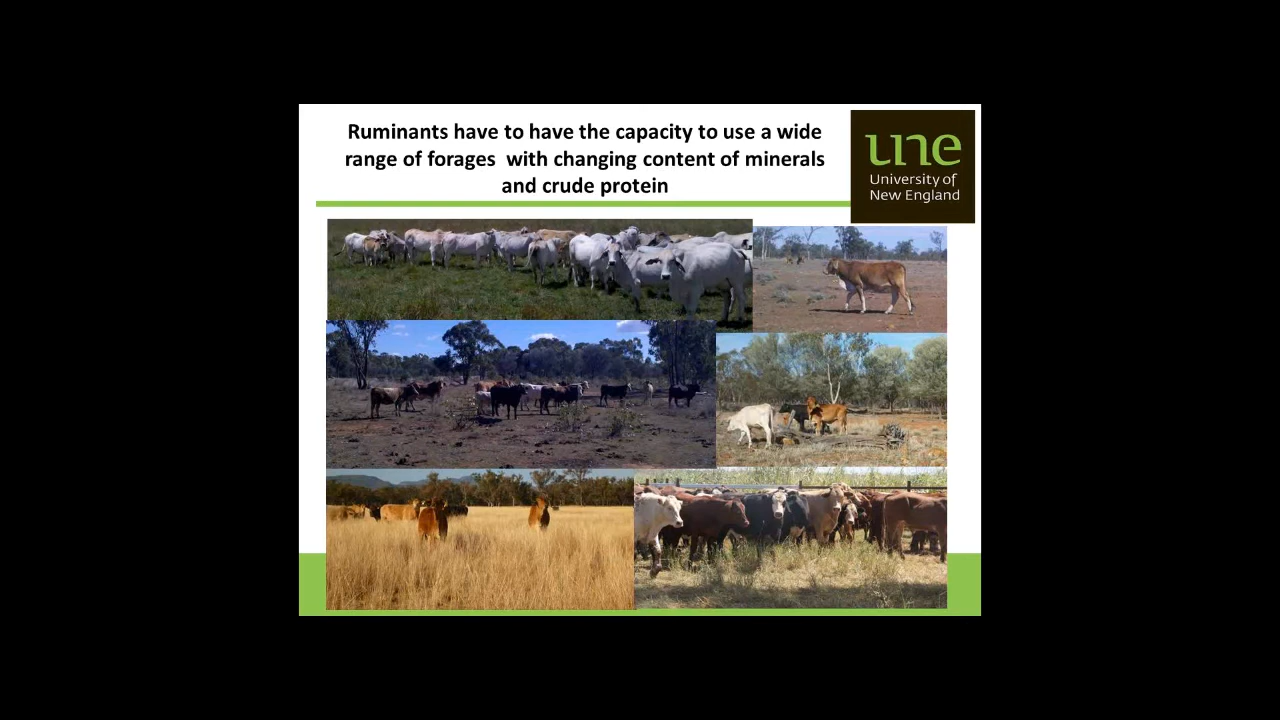 Ruminants have to have the capacity to use a wide
range of forages  with changing content of minerals
and crude protein
une
University of
New England